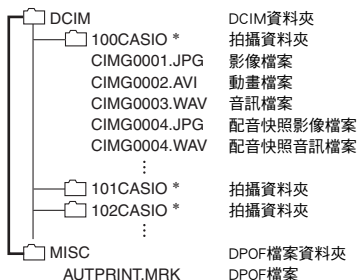 DCIM DCIM資料夾
100CASIO * 拍攝資料夾
CIMG0001.JPG 影像檔案
CIMG0002.AVI 動畫檔案
CIMG0003.WAV 音訊檔案
CIMG0004.JPG 配音快照影像檔案
CIMG0004.WAV 配音快照音訊檔案
⋮
101CASIO * 拍攝資料夾
102CASIO * 拍攝資料夾
⋮
MISC DPOF檔案資料夾
AUTPRINT.MRK DPOF檔案